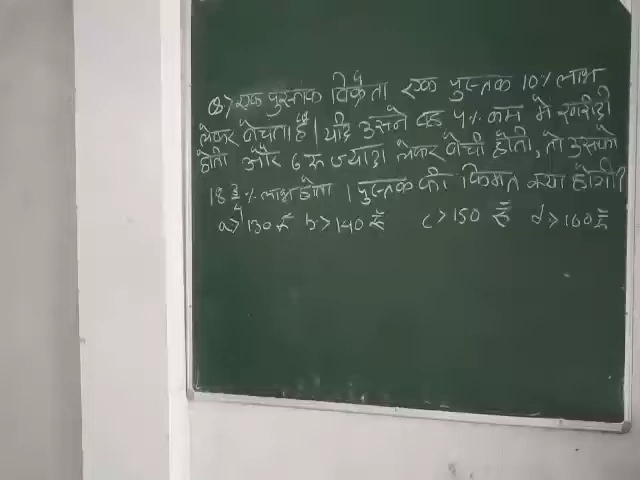 Q> एक पुस्तक विक्रेता एक पुस्तक 10% लाभ
लेकर बेचता है। यदि उसने वह 4% कम में खरीदी
होती और 6 रू ज्यादा लेकर बेची होती, तो उसको
18 3/4 % लाभ होता। पुस्तक की किमत क्या होगी?
a> 130 रूँ b> 140 रूँ c> 150 रूँ d> 160 रूँ